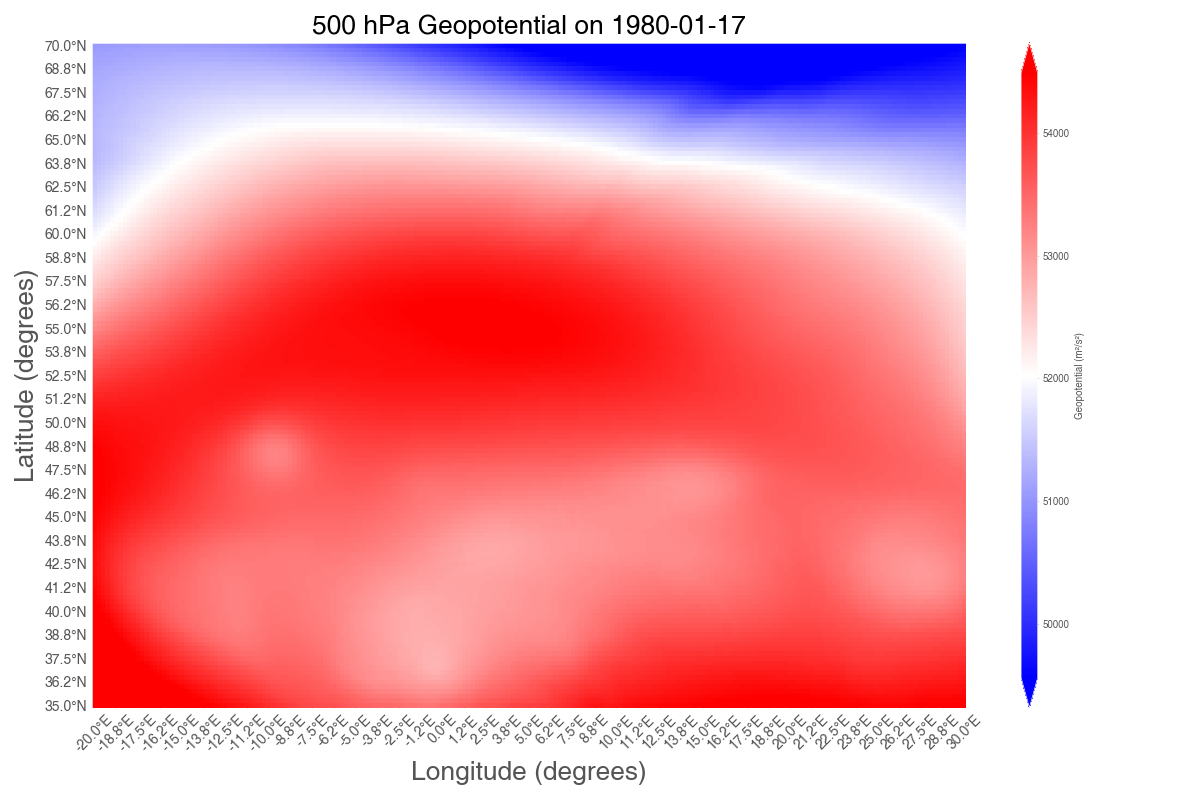 500 hPa Geopotential on 1980-01-17
70.0°N
68.8°N
67.5°N
66.2°N
65.0°N
63.8°N
62.5°N
61.2°N
60.0°N
58.8°N
57.5°N
56.2°N
55.0°N
53.8°N
52.5°N
51.2°N
50.0°N
48.8°N
47.5°N
46.2°N
45.0°N
43.8°N
42.5°N
41.2°N
40.0°N
38.8°N
37.5°N
36.2°N
35.0°N
Latitude (degrees)
-20.0°E
-18.8°E
-17.5°E
-16.2°E
-15.0°E
-13.8°E
-12.5°E
-11.2°E
-10.0°E
-8.8°E
-7.5°E
-6.2°E
-5.0°E
-3.8°E
-2.5°E
-1.2°E
0.0°E
1.2°E
2.5°E
3.8°E
5.0°E
6.2°E
7.5°E
8.8°E
10.0°E
11.2°E
12.5°E
13.8°E
15.0°E
16.2°E
17.5°E
18.8°E
20.0°E
21.2°E
22.5°E
23.8°E
25.0°E
26.2°E
27.5°E
28.8°E
30.0°E
Longitude (degrees)
54000
53000
52000
51000
50000
Geopotential (m²/s²)